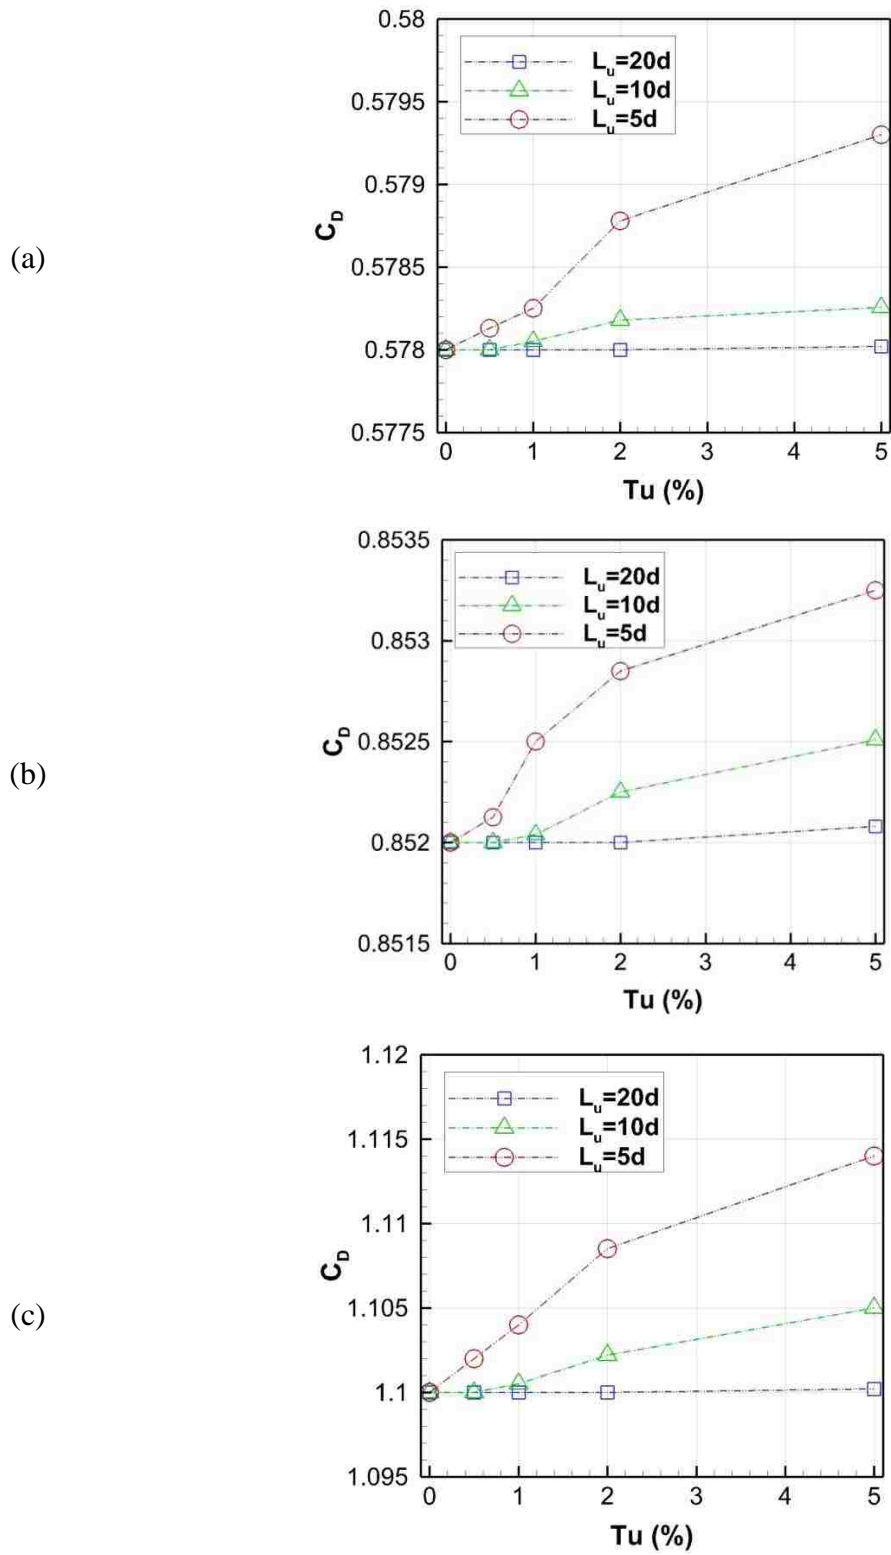 (a)
0.58
0.5795
0.579
0.5785
0.578
0.5775
C_D
L_u=20d
L_u=10d
L_u=5d
0 1 2 3 4 5
Tu (%)
(b)
0.8535
0.853
0.8525
0.852
0.8515
C_D
L_u=20d
L_u=10d
L_u=5d
0 1 2 3 4 5
Tu (%)
(c)
1.12
1.115
1.11
1.105
1.1
1.095
C_D
L_u=20d
L_u=10d
L_u=5d
0 1 2 3 4 5
Tu (%)